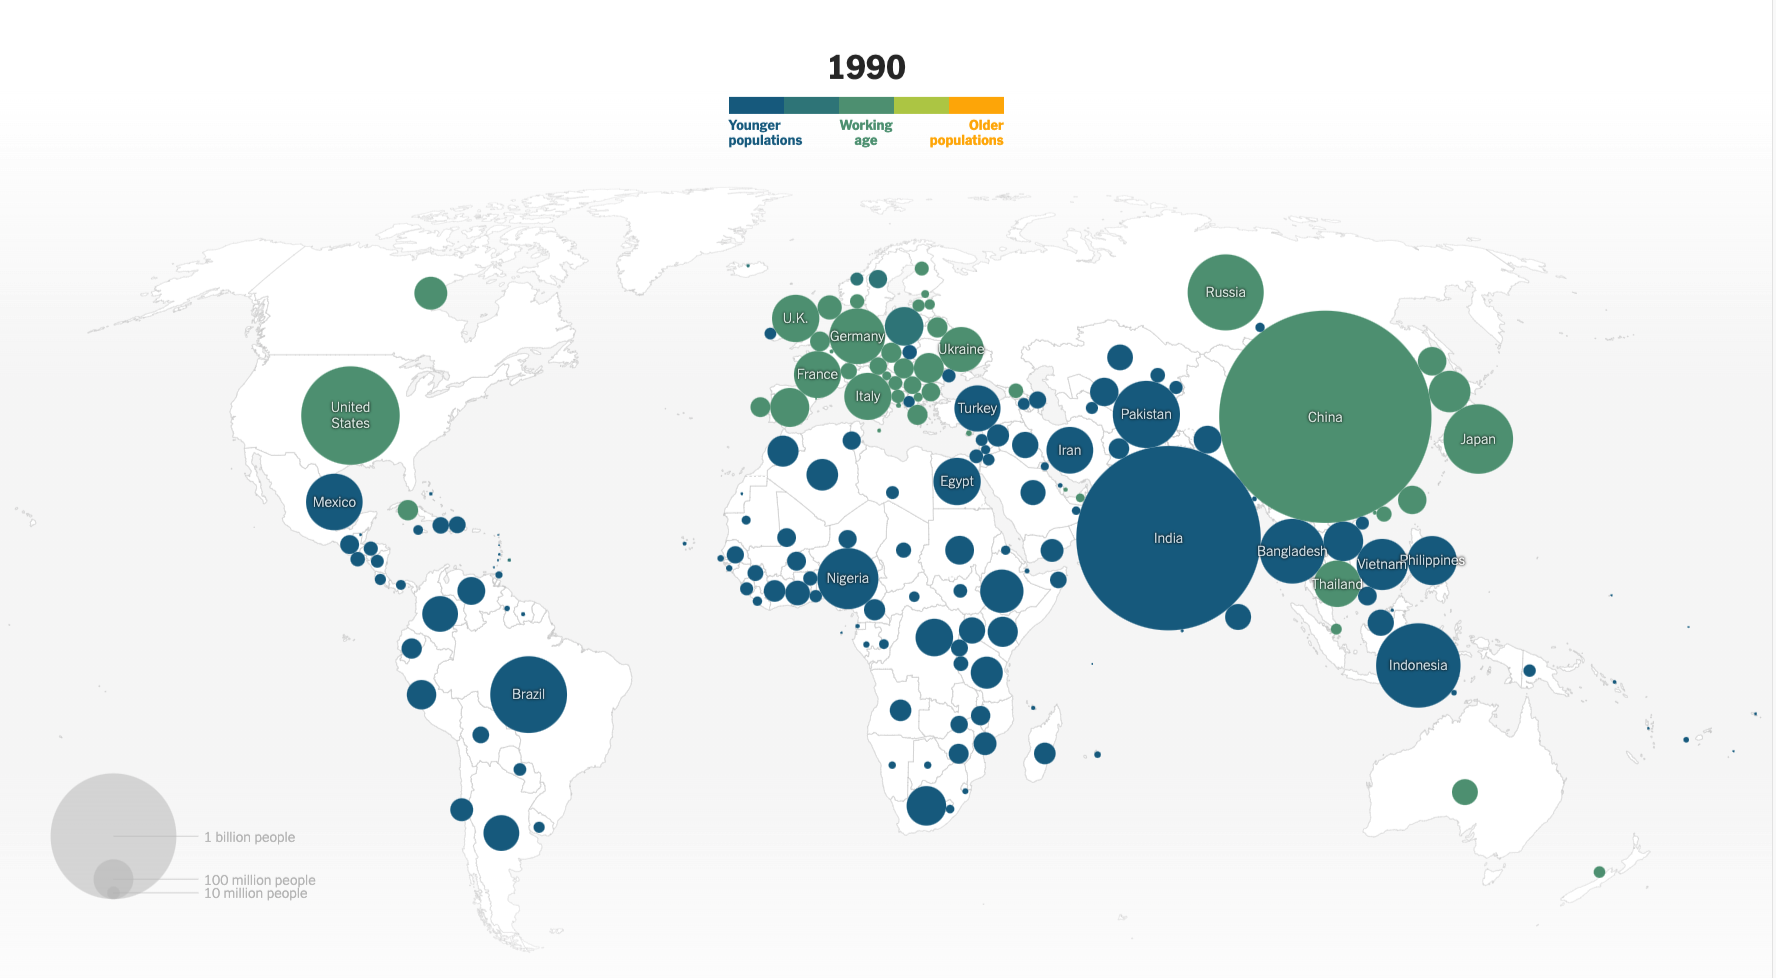 1990
Younger
populations
Working
age
Older
populations
Russia
U.K.
Germany
Ukraine
France
Italy
United
States
Turkey
Pakistan
China
Japan
Iran
Mexico
Egypt
India
Bangladesh
Vietnam
Philippines
Nigeria
Thailand
Indonesia
Brazil
1 billion people
100 million people
10 million people